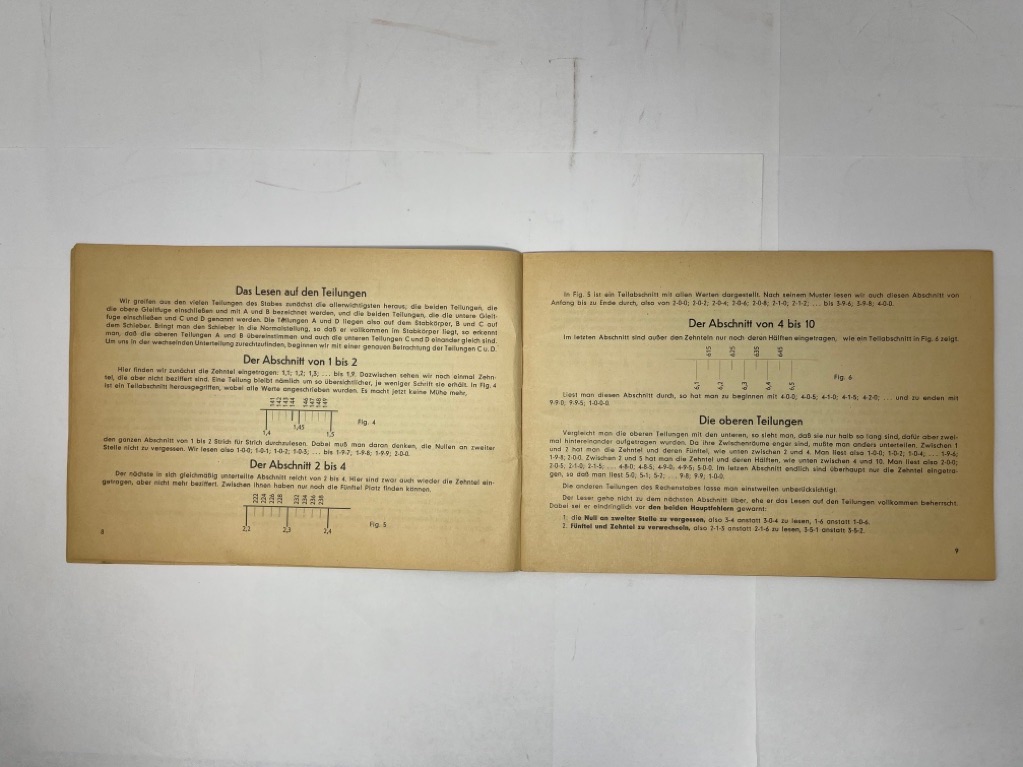 Das Lesen auf den Teilungen
Wir greifen aus den vielen Teilungen des Stabes zunächst die allerwichtigsten heraus; die beiden Teilungen, die
die obere Gleitfuge einschließen und mit A und B bezeichnet werden, und die beiden Teilungen, die die untere Gleit-
fuge einschließen und C und D genannt werden. Die Teilungen A und D liegen also auf dem Stabkörper, B und C auf
dem Schieber. Bringt man den Schieber in die Normalstellung, so daß er vollkommen im Stabkörper liegt, so erkennt
man, daß die oberen Teilungen A und B übereinstimmen und auch die unteren Teilungen C und D einander gleich sind.
Um uns in der wechselnden Unterteilung zurechtzufinden, beginnen wir mit einer genauen Betrachtung der Teilungen C u. D.
Der Abschnitt von 1 bis 2
Hier finden wir zunächst die Zehntel eingetragen: 1,1; 1,2; 1,3; ... bis 1,9. Dazwischen sehen wir noch einmal Zehn-
tel, die aber nicht beziffert sind. Eine Teilung bleibt nämlich um so übersichtlicher, je weniger Schrift sie erhält. In Fig. 4
ist ein Teilabschnitt herausgegriffen, wobei alle Werte angeschrieben wurden. Es macht jetzt keine Mühe mehr,
141 142 143 144 146 147 148 149
1,4 1,45 1,5
Fig. 4
den ganzen Abschnitt von 1 bis 2 Strich für Strich durchzulesen. Dabei muß man daran denken, die Nullen an zweiter
Stelle nicht zu vergessen. Wir lesen also 1-0-0; 1-0-1; 1-0-2; 1-0-3; ... bis 1-9-7; 1-9-8; 1-9-9; 2-0-0.
Der Abschnitt 2 bis 4
Der nächste in sich gleichmäßig unterteilte Abschnitt reicht von 2 bis 4. Hier sind zwar auch wieder die Zehntel ein-
getragen, aber nicht mehr beziffert. Zwischen ihnen haben nur noch die Fünftel Platz finden können.
222 224 226 228 232 234 236 238
2,2 2,3 2,4
Fig. 5
8
In Fig. 5 ist ein Teilabschnitt mit allen Werten dargestellt. Nach seinem Muster lesen wir auch diesen Abschnitt von
Anfang bis zu Ende durch, also von 2-0-0; 2-0-2; 2-0-4; 2-0-6; 2-0-8; 2-1-0; 2-1-2; ... bis 3-9-6; 3-9-8; 4-0-0.
Der Abschnitt von 4 bis 10
Im letzten Abschnitt sind außer den Zehnteln nur noch deren Hälften eingetragen, wie ein Teilabschnitt in Fig. 6 zeigt.
615 625 635 645
6,1 6,2 6,3 6,4 6,5
Fig. 6
Liest man diesen Abschnitt durch, so hat man zu beginnen mit 4-0-0; 4-0-5; 4-1-0; 4-1-5; 4-2-0; ... und zu enden mit
9-9-0; 9-9-5; 1-0-0-0.
Die oberen Teilungen
Vergleicht man die oberen Teilungen mit den unteren, so sieht man, daß sie nur halb so lang sind, dafür aber zwei-
mal hintereinander aufgetragen wurden. Da ihre Zwischenräume enger sind, mußte man anders unterteilen. Zwischen 1
und 2 hat man die Zehntel und deren Fünftel, wie unten zwischen 2 und 4. Man liest also 1-0-0; 1-0-2; 1-0-4; ... 1-9-6;
1-9-8; 2-0-0. Zwischen 2 und 5 hat man die Zehntel und deren Hälften, wie unten zwischen 4 und 10. Man liest also 2-0-0;
2-0-5; 2-1-0; 2-1-5; ... 4-8-0; 4-8-5; 4-9-0; 4-9-5; 5-0-0. Im letzten Abschnitt endlich sind überhaupt nur die Zehntel eingetra-
gen, so daß man liest 5-0; 5-1; 5-2; ... 9-8; 9-9; 1-0-0.
Die anderen Teilungen des Rechenstabes lasse man einstweilen unberücksichtigt.
Der Leser gehe nicht zu dem nächsten Abschnitt über, ehe er das Lesen auf den Teilungen vollkommen beherrscht.
Dabei sei er eindringlich vor den beiden Hauptfehlern gewarnt:
1. die Null an zweiter Stelle zu vergessen, also 3-4 anstatt 3-0-4 zu lesen, 1-6 anstatt 1-0-6.
2. Fünftel und Zehntel zu verwechseln, also 2-1-3 anstatt 2-1-6 zu lesen, 3-5-1 anstatt 3-5-2.
9